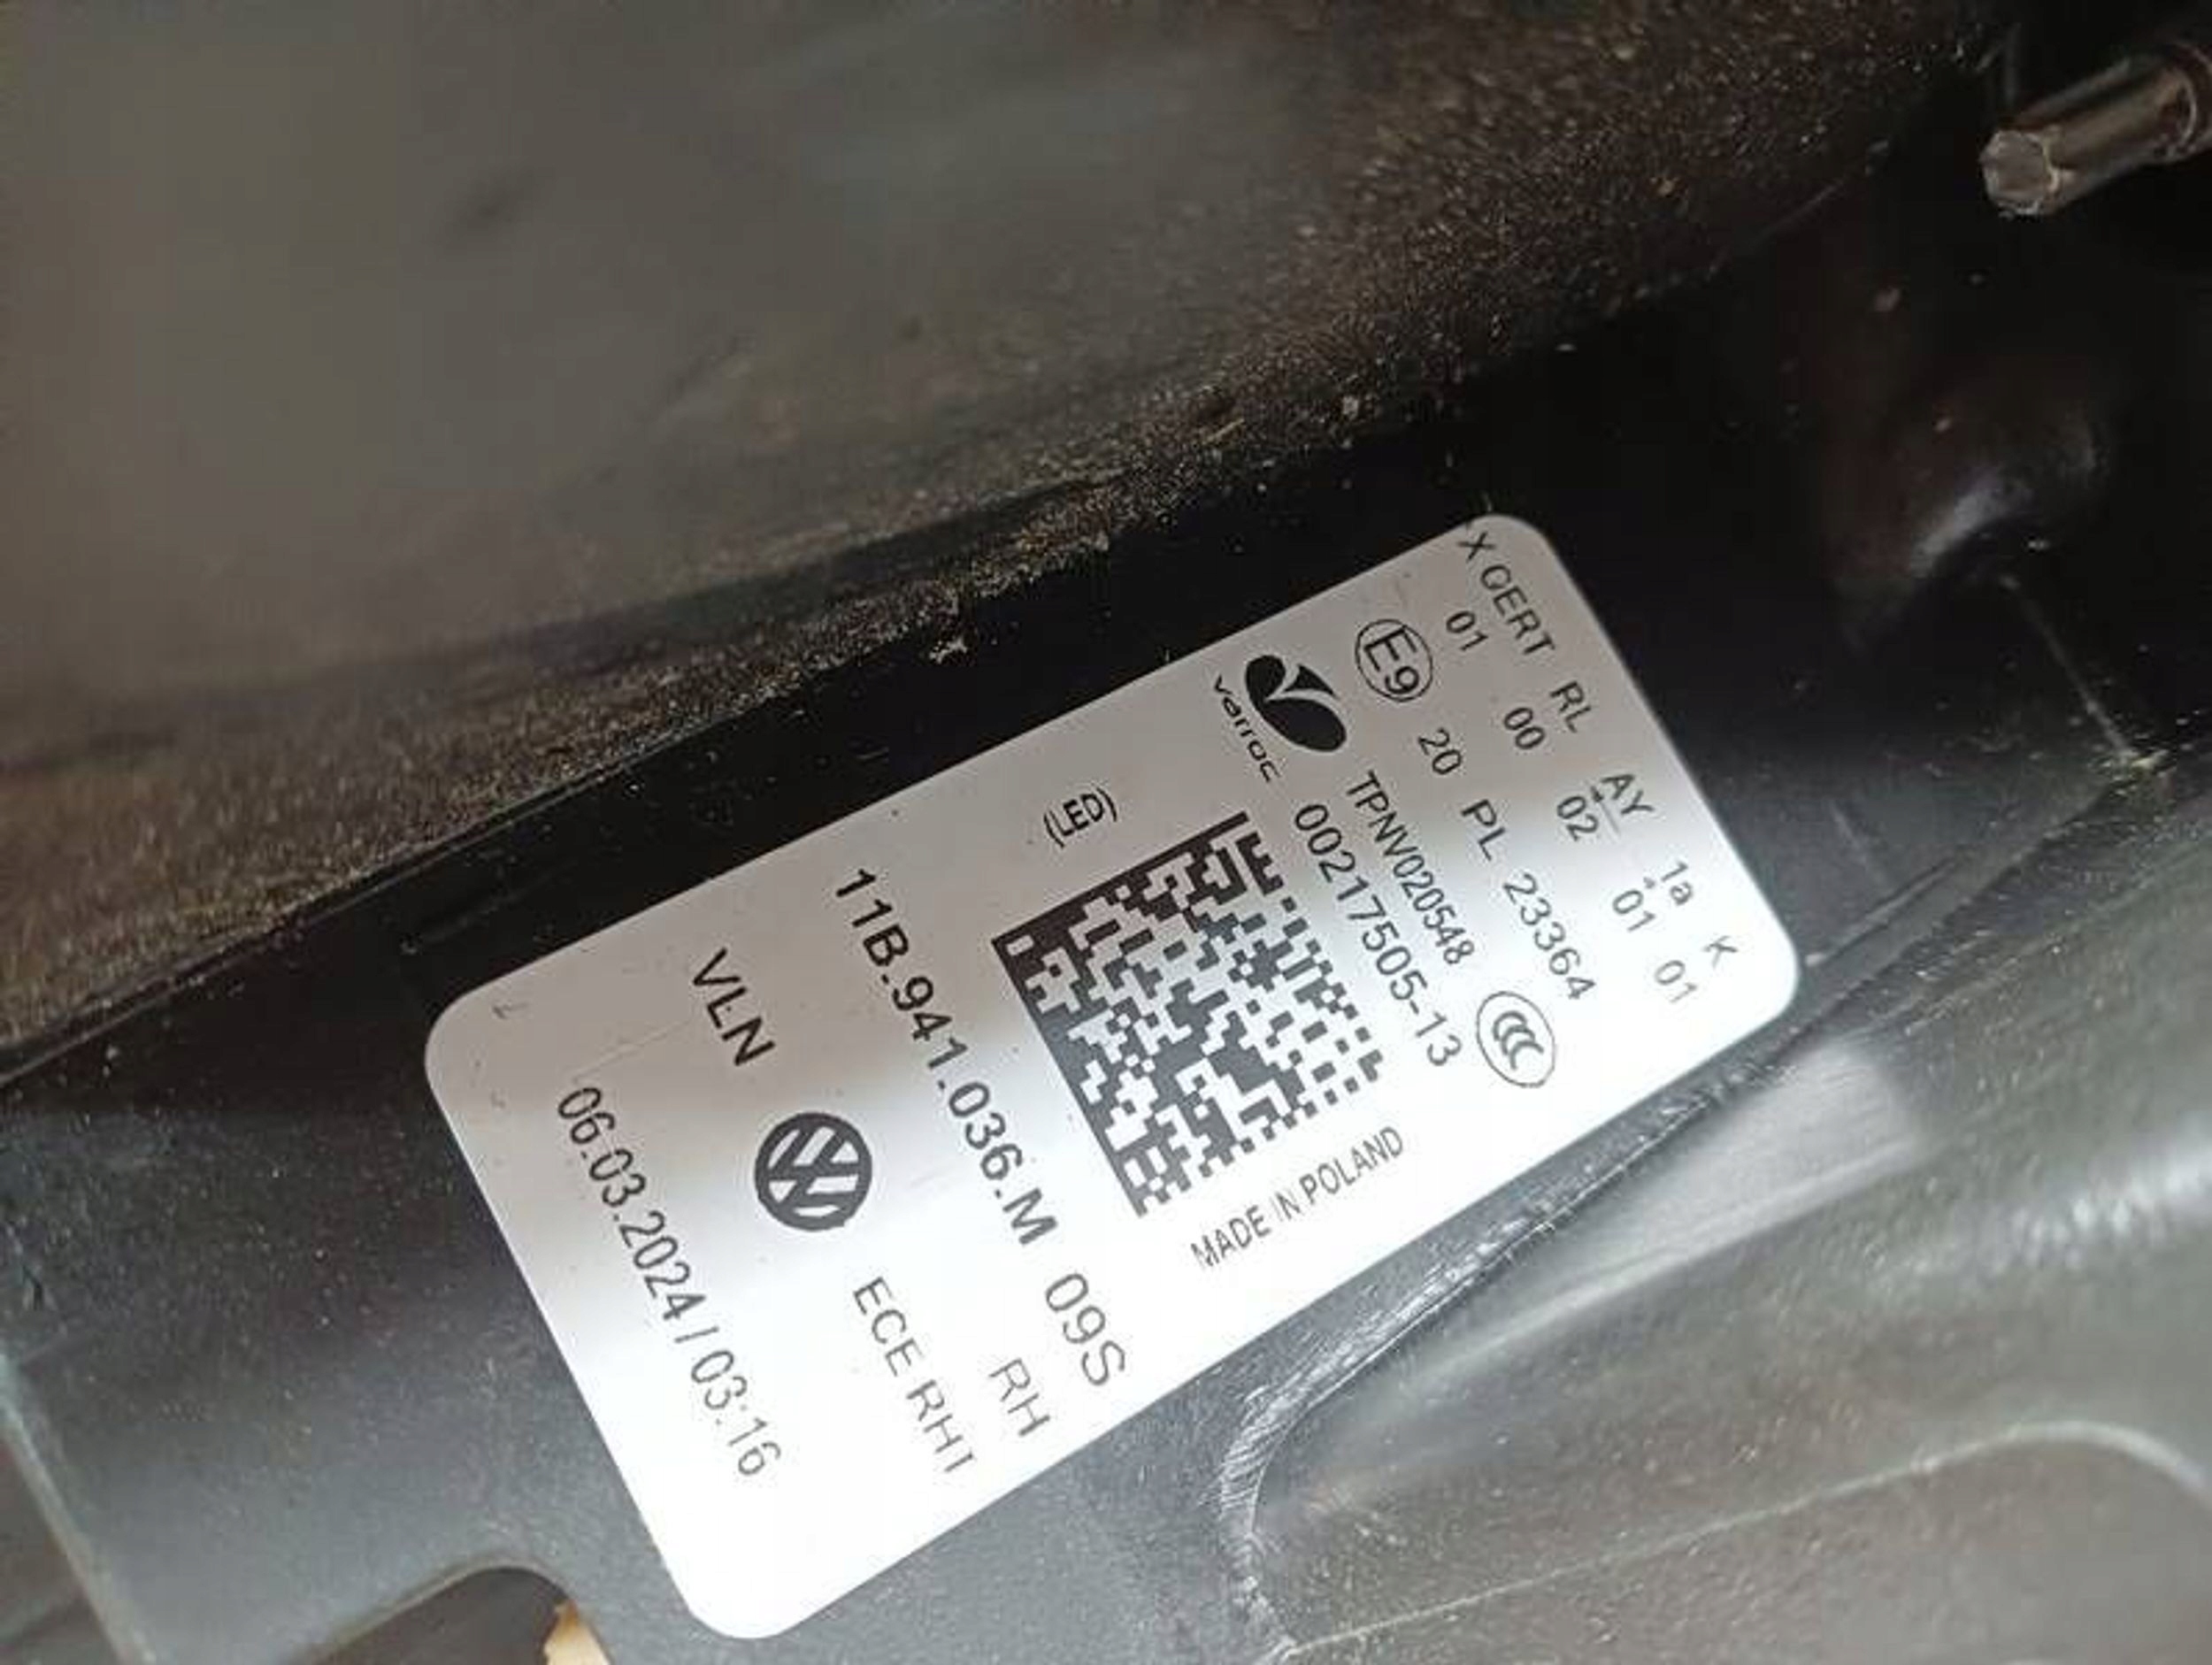 X CERT RL AY 1a K
01 00 02 01 01
E9 20 PL 23364
TPNV020548
CCC
varroc
00217505-13
MADE IN POLAND
(LED)
11B.941.036.M 09S
RH
VLN
ECE RHT
06.03.2024 / 03:16